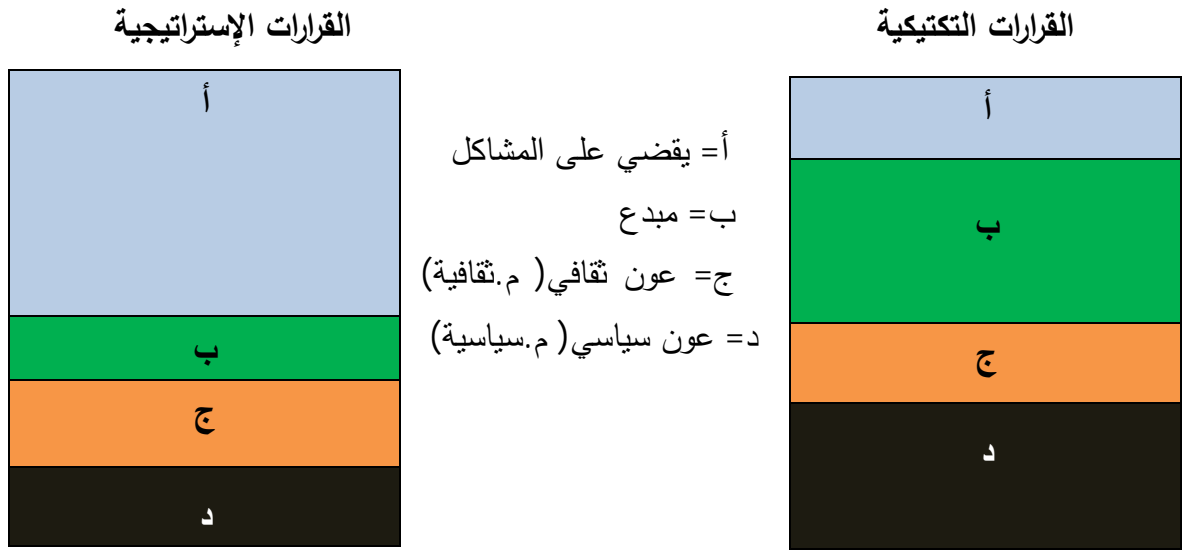 القرارات التكتيكية
القرارات الإستراتيجية
أ
ب
ج
د
أ= يقضي على المشاكل
ب= مبدع
ج= عون ثقافي( م.ثقافية)
د= عون سياسي( م.سياسية)
أ
ب
ج
د